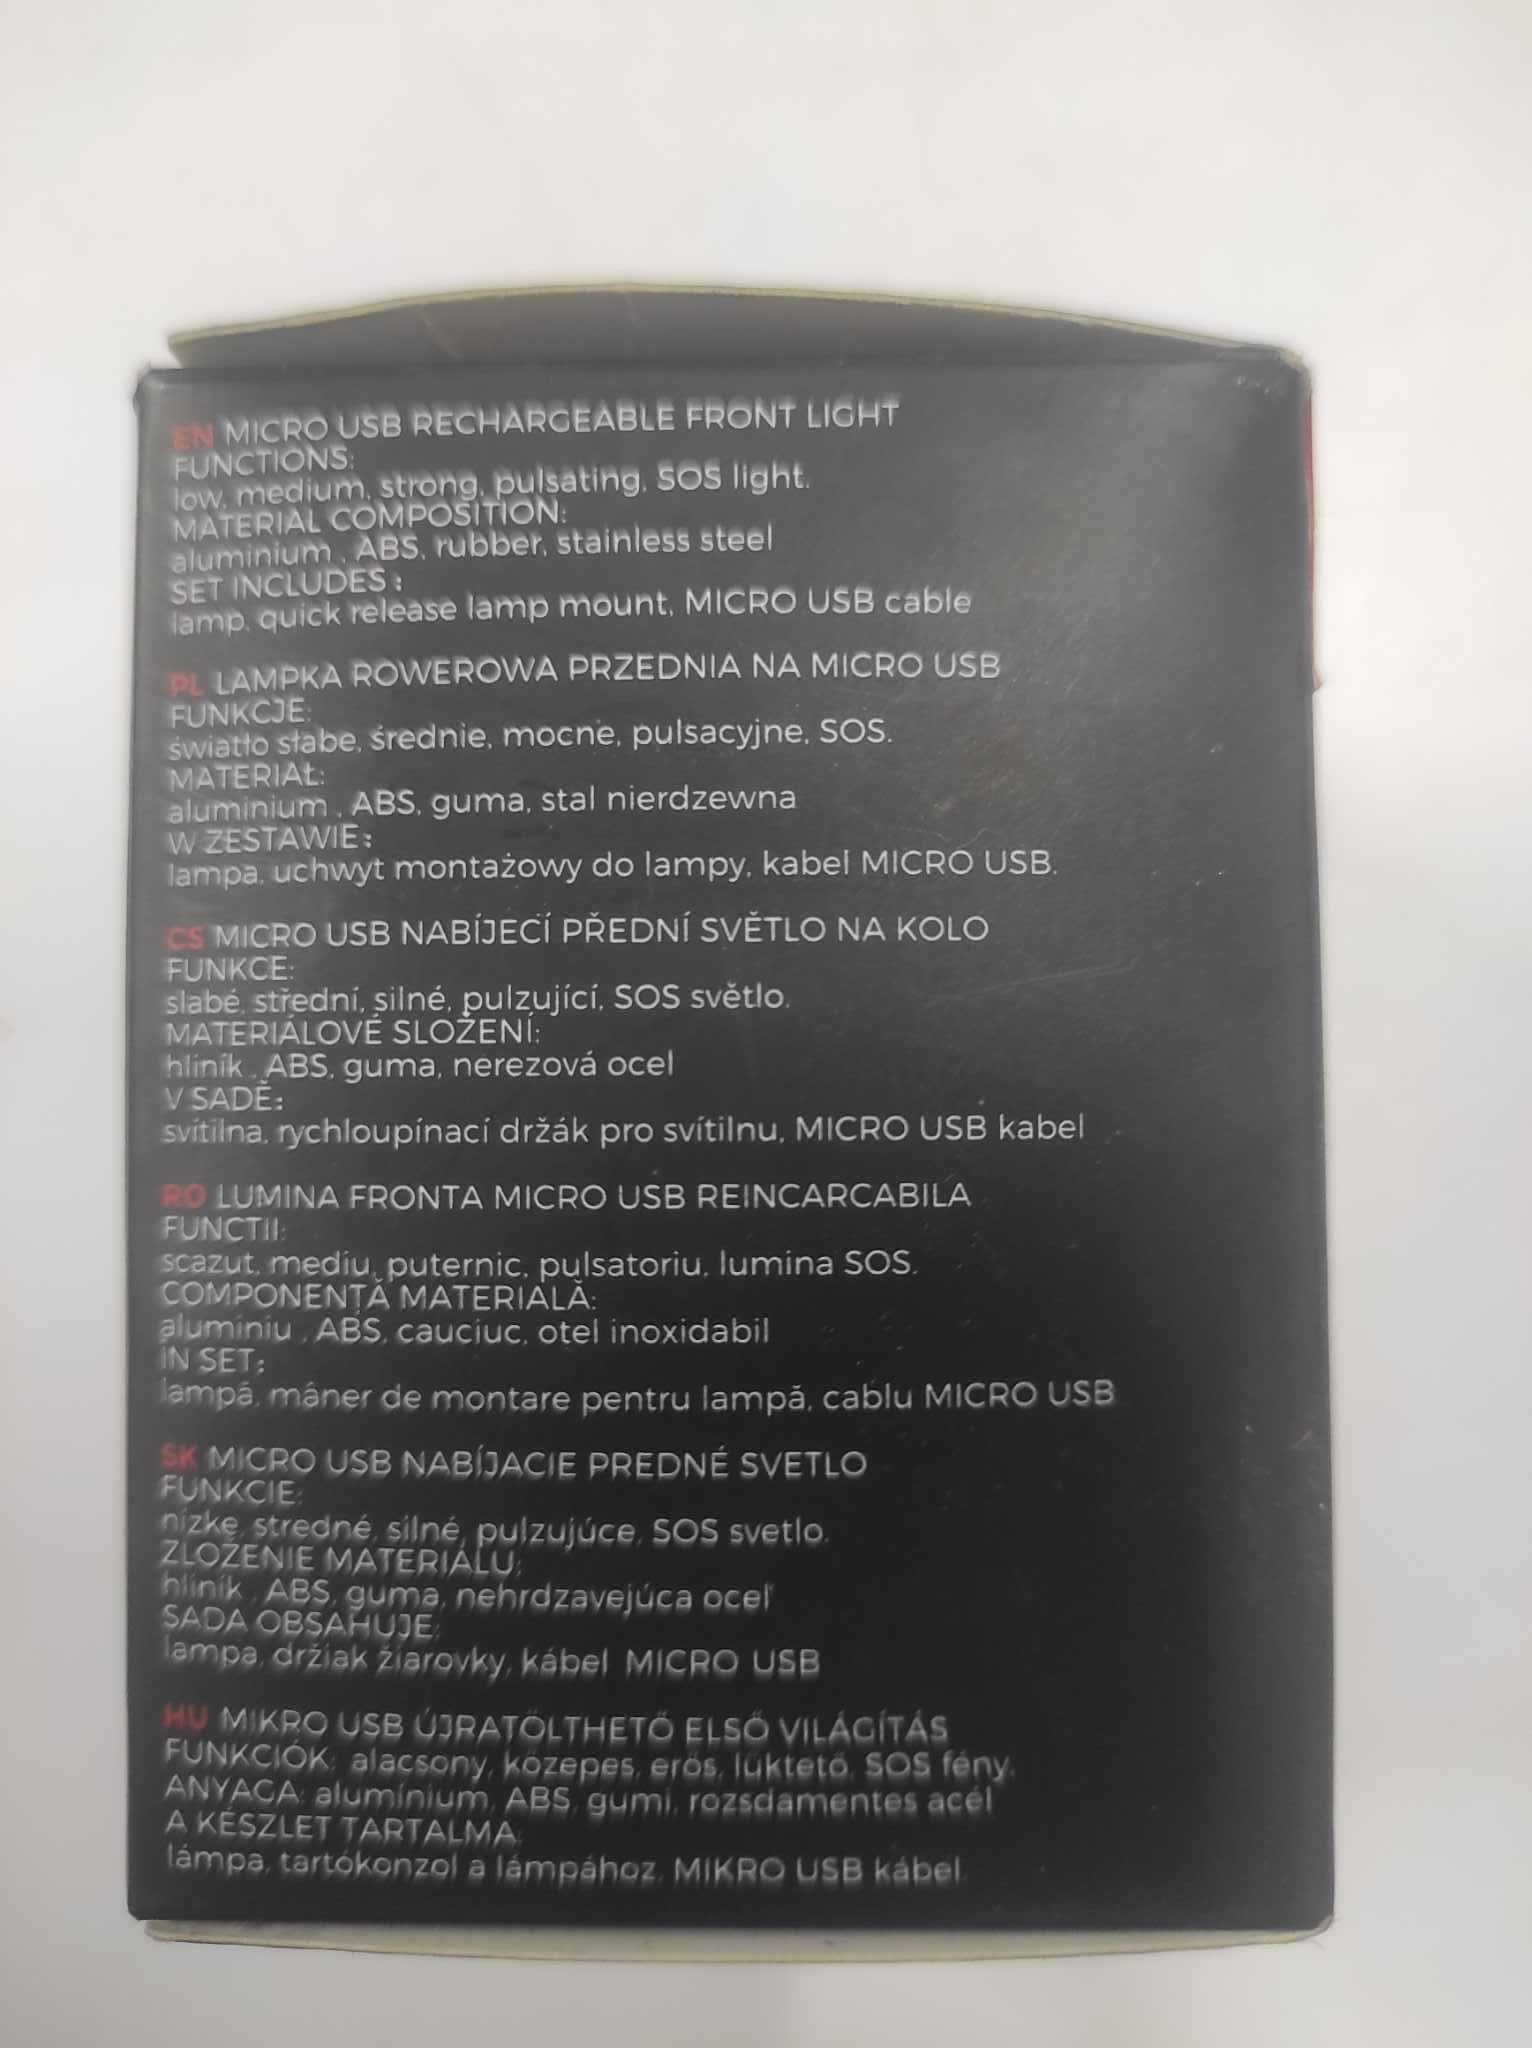 EN MICRO USB RECHARGEABLE FRONT LIGHT
FUNCTIONS:
low, medium, strong, pulsating, SOS light.
MATERIAL COMPOSITION:
aluminium , ABS, rubber, stainless steel
SET INCLUDES :
lamp, quick release lamp mount, MICRO USB cable
PL LAMPKA ROWEROWA PRZEDNIA NA MICRO USB
FUNKCJE:
światło słabe, średnie, mocne, pulsacyjne, SOS.
MATERIAŁ:
aluminium , ABS, guma, stal nierdzewna
W ZESTAWIE:
lampa, uchwyt montażowy do lampy, kabel MICRO USB.
CS MICRO USB NABÍJECÍ PŘEDNÍ SVĚTLO NA KOLO
FUNKCE:
slabé, střední, silné, pulzující, SOS světlo.
MATERIÁLOVÉ SLOŽENÍ:
hliník , ABS, guma, nerezová ocel
V SADĚ:
svítilna, rychloupínací držák pro svítilnu, MICRO USB kabel
RO LUMINA FRONTA MICRO USB REINCARCABILA
FUNCTII:
scazut, mediu, puternic, pulsatoriu, lumina SOS.
COMPONENȚĂ MATERIALĂ:
aluminiu , ABS, cauciuc, otel inoxidabil
ÎN SET:
lampă, mâner de montare pentru lampă, cablu MICRO USB
SK MICRO USB NABÍJACIE PREDNÉ SVETLO
FUNKCIE:
nízke, stredné, silné, pulzujúce, SOS svetlo.
ZLOŽENIE MATERIÁLU:
hliník , ABS, guma, nehrdzavejúca oceľ
SADA OBSAHUJE:
lampa, držiak žiarovky, kábel MICRO USB
HU MIKRO USB ÚJRATÖLTHETŐ ELSŐ VILÁGÍTÁS
FUNKCIÓK: alacsony, közepes, erős, lüktető, SOS fény.
ANYAGA: alumínium, ABS, gumi, rozsdamentes acél
A KÉSZLET TARTALMA:
lámpa, tartókonzol a lámpához, MIKRO USB kábel.